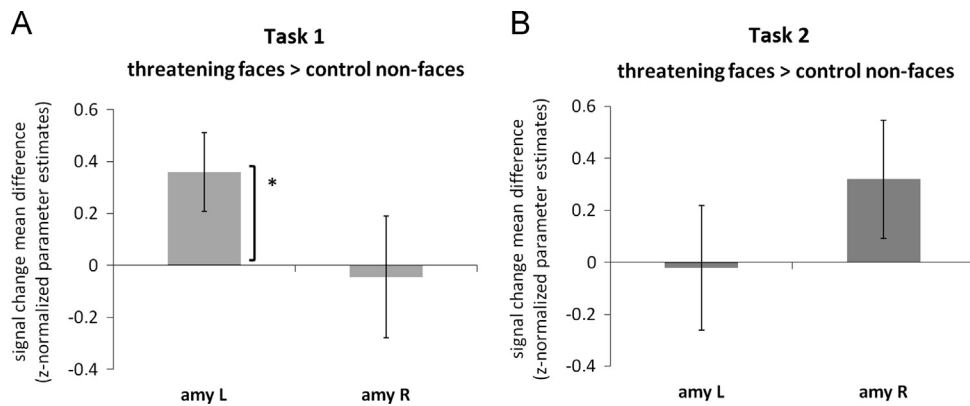 A
Task 1
threatening faces > control non-faces
signal change mean difference
(z-normalized parameter estimates)
0.6
0.4
0.2
0
-0.2
-0.4
*
amy L
amy R
B
Task 2
threatening faces > control non-faces
signal change mean difference
(z-normalized parameter estimates)
0.6
0.4
0.2
0
-0.2
-0.4
amy L
amy R